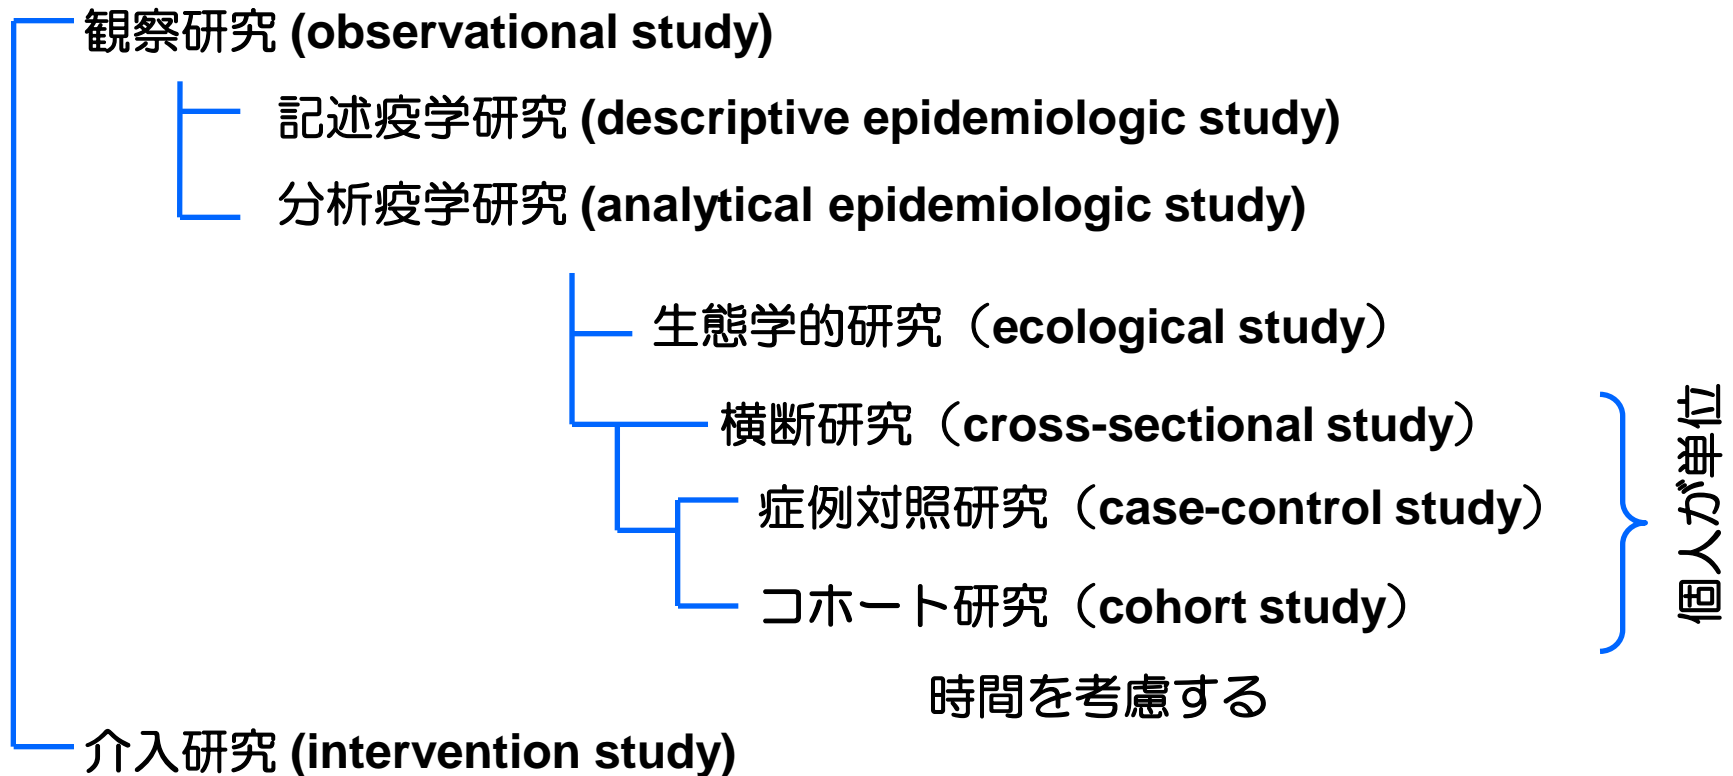 観察研究 (observational study)
記述疫学研究 (descriptive epidemiologic study)
分析疫学研究 (analytical epidemiologic study)
生態学的研究（ecological study）
横断研究（cross-sectional study）
症例対照研究（case-control study）
コホート研究（cohort study）
個人が単位
時間を考慮する
介入研究 (intervention study)